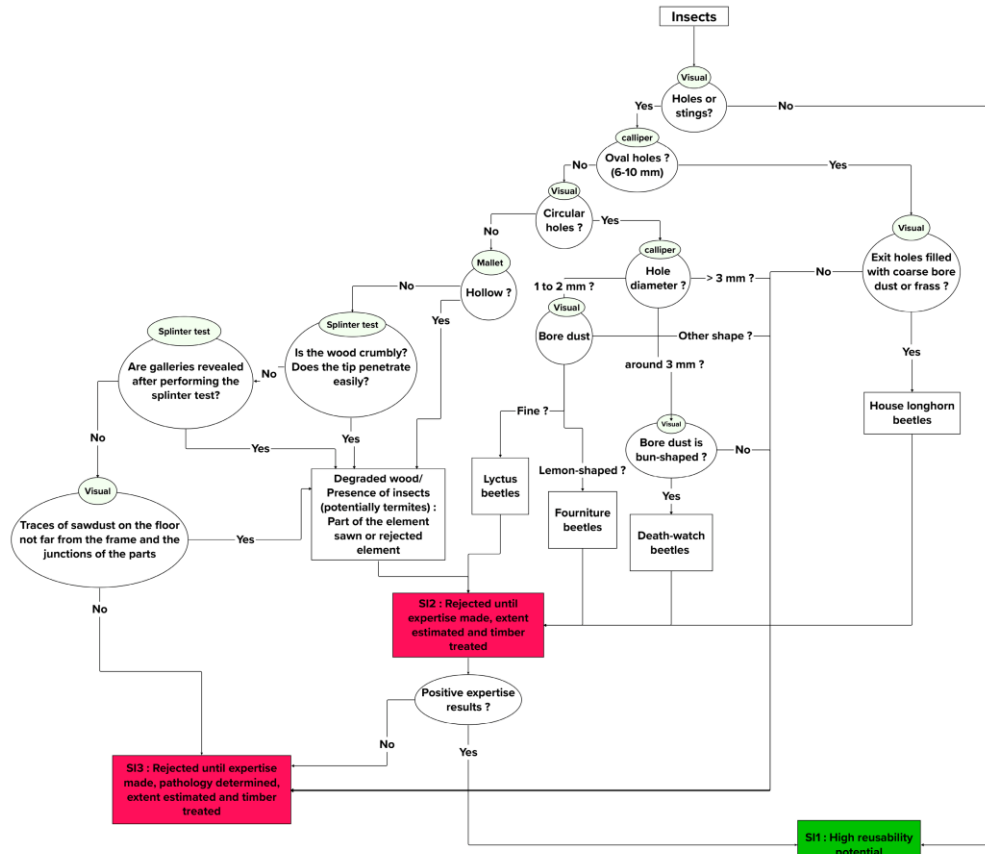 Insects
Visual
Holes or
stings?
Yes
No
calliper
Oval holes ?
(6-10 mm)
No
Yes
Visual
Circular
holes ?
No
Yes
Visual
Exit holes filled
with coarse bore
dust or frass ?
No
Yes
Mallet
Hollow ?
No
Yes
calliper
Hole
diameter ?
1 to 2 mm ?
> 3 mm ?
around 3 mm ?
Visual
Bore dust
Other shape ?
Fine ?
Lemon-shaped ?
Splinter test
Is the wood crumbly?
Does the tip penetrate
easily?
No
Yes
Splinter test
Are galleries revealed
after performing the
splinter test?
No
Yes
House longhorn
beetles
Visual
Bore dust is
bun-shaped ?
No
Yes
Lyctus
beetles
Fourniture
beetles
Death-watch
beetles
Degraded wood/
Presence of insects
(potentially termites) :
Part of the element
sawn or rejected
element
Visual
Traces of sawdust on the floor
not far from the frame and the
junctions of the parts
Yes
No
SI2 : Rejected until
expertise made, extent
estimated and timber
treated
Positive expertise
results ?
No
Yes
SI3 : Rejected until expertise
made, pathology determined,
extent estimated and timber
treated
SI1 : High reusability
potential